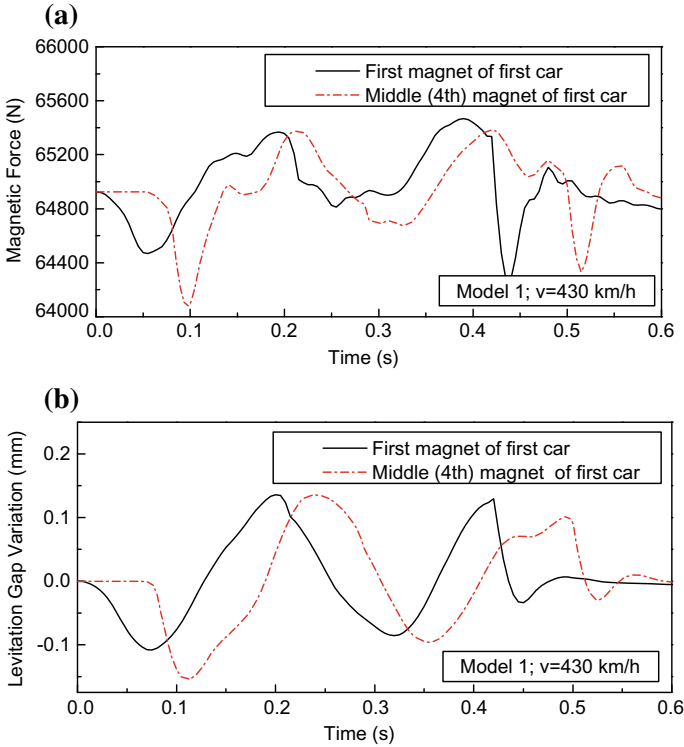 (a)
66000
65600
65200
64800
64400
64000
Magnetic Force (N)
First magnet of first car
Middle (4th) magnet of first car
Model 1; v=430 km/h
0.0 0.1 0.2 0.3 0.4 0.5 0.6
Time (s)
(b)
0.2
0.1
0.0
-0.1
Levitation Gap Variation (mm)
First magnet of first car
Middle (4th) magnet of first car
Model 1; v=430 km/h
0.0 0.1 0.2 0.3 0.4 0.5 0.6
Time (s)